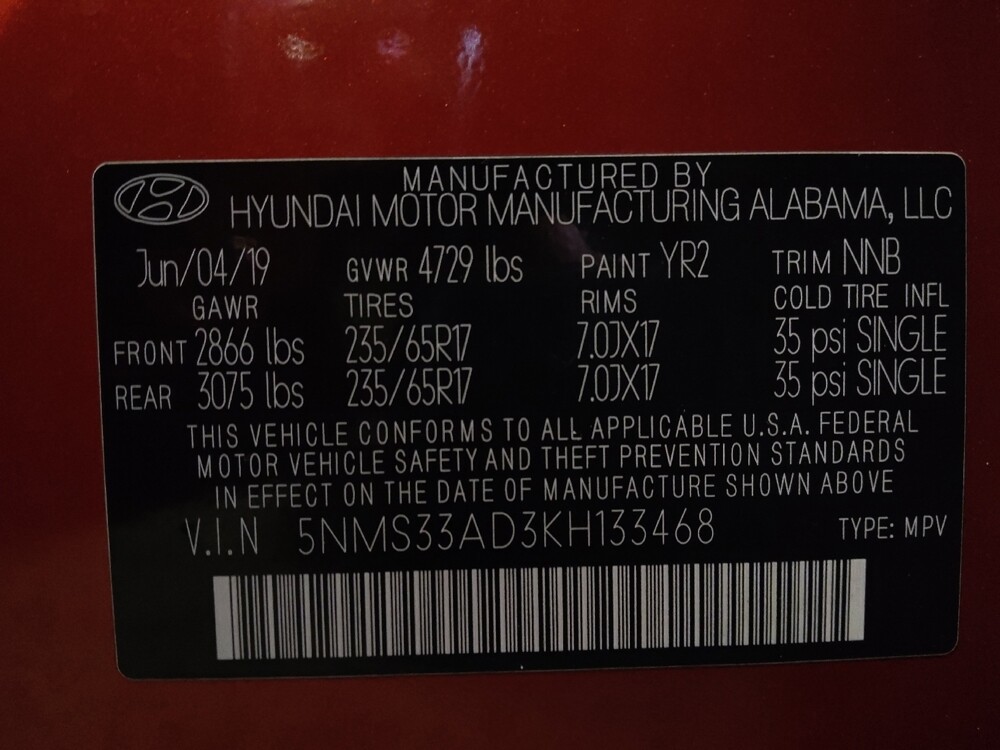 MANUFACTURED BY
HYUNDAI MOTOR MANUFACTURING ALABAMA, LLC
Jun/04/19 GVWR 4729 lbs PAINT YR2 TRIM NNB
GAWR TIRES RIMS COLD TIRE INFL
FRONT 2866 lbs 235/65R17 7.0JX17 35 psi SINGLE
REAR 3075 lbs 235/65R17 7.0JX17 35 psi SINGLE
THIS VEHICLE CONFORMS TO ALL APPLICABLE U.S.A. FEDERAL
MOTOR VEHICLE SAFETY AND THEFT PREVENTION STANDARDS
IN EFFECT ON THE DATE OF MANUFACTURE SHOWN ABOVE
V.I.N 5NMS33AD3KH133468 TYPE: MPV